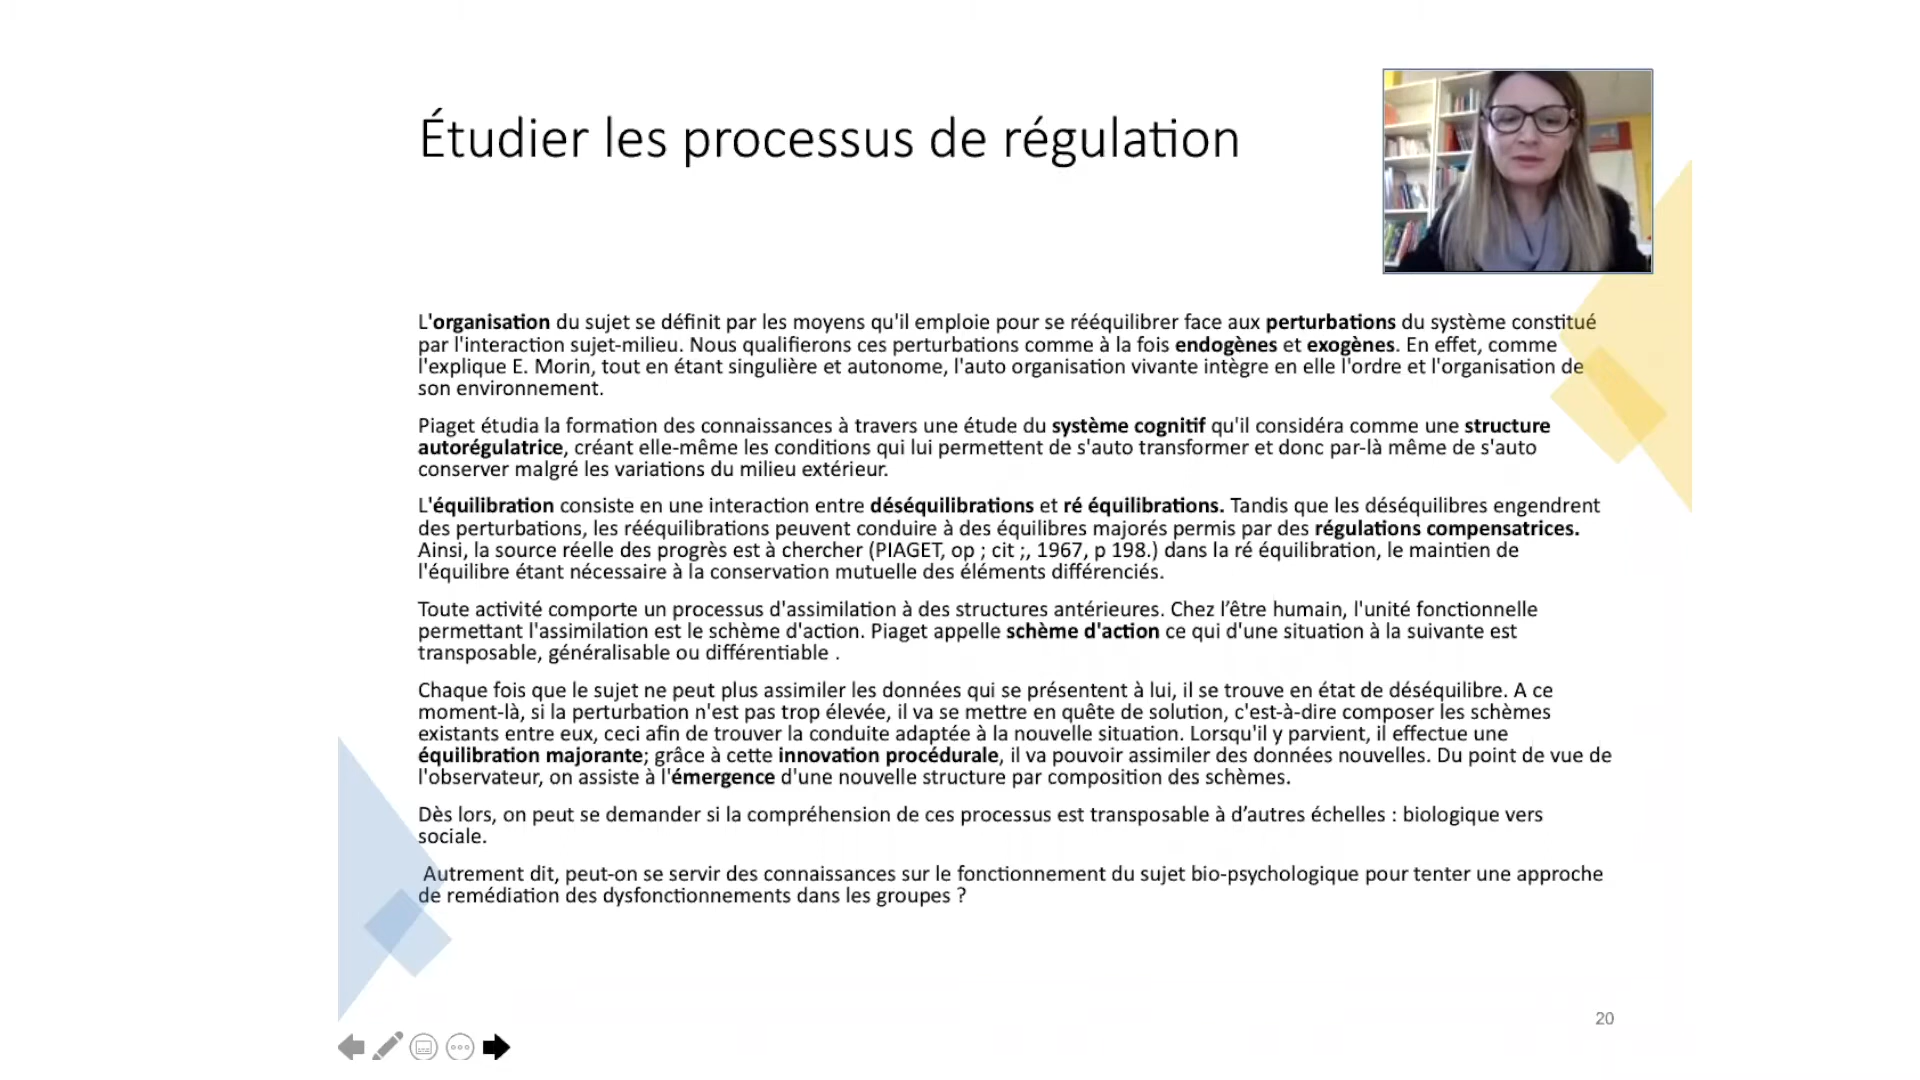 Étudier les processus de régulation
L'organisation du sujet se définit par les moyens qu'il emploie pour se rééquilibrer face aux perturbations du système constitué
par l'interaction sujet-milieu. Nous qualifierons ces perturbations comme à la fois endogènes et exogènes. En effet, comme
l'explique E. Morin, tout en étant singulière et autonome, l'auto organisation vivante intègre en elle l'ordre et l'organisation de
son environnement.
Piaget étudia la formation des connaissances à travers une étude du système cognitif qu'il considéra comme une structure
autorégulatrice, créant elle-même les conditions qui lui permettent de s'auto transformer et donc par-là même de s'auto
conserver malgré les variations du milieu extérieur.
L'équilibration consiste en une interaction entre déséquilibrations et ré équilibrations. Tandis que les déséquilibres engendrent
des perturbations, les rééquilibrations peuvent conduire à des équilibres majorés permis par des régulations compensatrices.
Ainsi, la source réelle des progrès est à chercher (PIAGET, op ; cit ;, 1967, p 198.) dans la ré équilibration, le maintien de
l'équilibre étant nécessaire à la conservation mutuelle des éléments différenciés.
Toute activité comporte un processus d'assimilation à des structures antérieures. Chez l’être humain, l'unité fonctionnelle
permettant l'assimilation est le schème d'action. Piaget appelle schème d'action ce qui d'une situation à la suivante est
transposable, généralisable ou différentiable .
Chaque fois que le sujet ne peut plus assimiler les données qui se présentent à lui, il se trouve en état de déséquilibre. A ce
moment-là, si la perturbation n'est pas trop élevée, il va se mettre en quête de solution, c'est-à-dire composer les schèmes
existants entre eux, ceci afin de trouver la conduite adaptée à la nouvelle situation. Lorsqu'il y parvient, il effectue une
équilibration majorante; grâce à cette innovation procédurale, il va pouvoir assimiler des données nouvelles. Du point de vue de
l'observateur, on assiste à l'émergence d'une nouvelle structure par composition des schèmes.
Dès lors, on peut se demander si la compréhension de ces processus est transposable à d’autres échelles : biologique vers
sociale.
Autrement dit, peut-on se servir des connaissances sur le fonctionnement du sujet bio-psychologique pour tenter une approche
de remédiation des dysfonctionnements dans les groupes ?
20